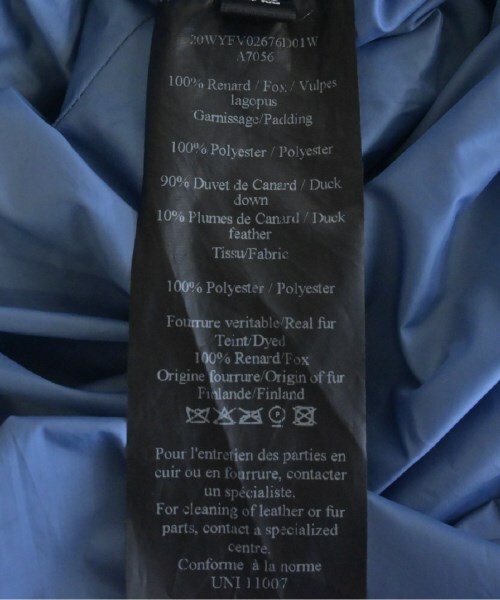 20WYFV02676D01W
A7056
100% Renard / Fox / Vulpes
lagopus
Garnissage/Padding
100% Polyester / Polyester
90% Duvet de Canard / Duck
down
10% Plumes de Canard / Duck
feather
Tissu/Fabric
100% Polyester / Polyester
Fourrure veritable/Real fur
Teint/Dyed
100% Renard/Fox
Origine fourrure/Origin of fur
Finlande/Finland
Pour l'entretien des parties en
cuir ou en fourrure, contacter
un spécialiste.
For cleaning of leather or fur
parts, contact a specialized
centre.
Conforme à la norme
UNI 11007